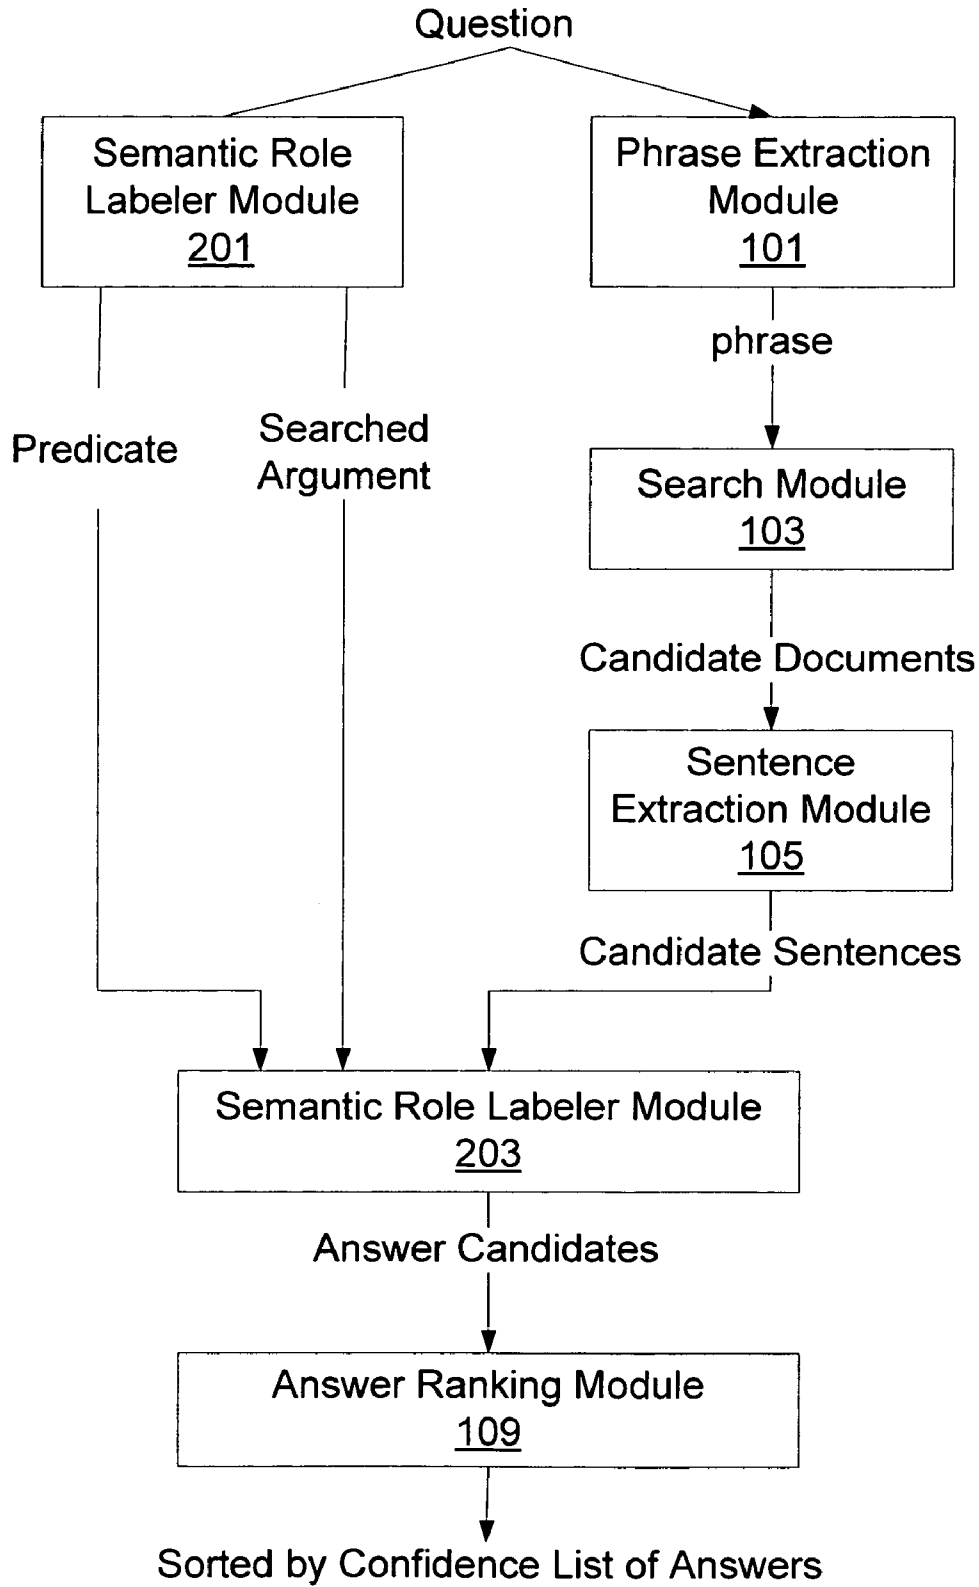 Question
Semantic Role
Labeler Module
201
Phrase Extraction
Module
101
phrase
Predicate
Searched
Argument
Search Module
103
Candidate Documents
Sentence
Extraction Module
105
Candidate Sentences
Semantic Role Labeler Module
203
Answer Candidates
Answer Ranking Module
109
Sorted by Confidence List of Answers